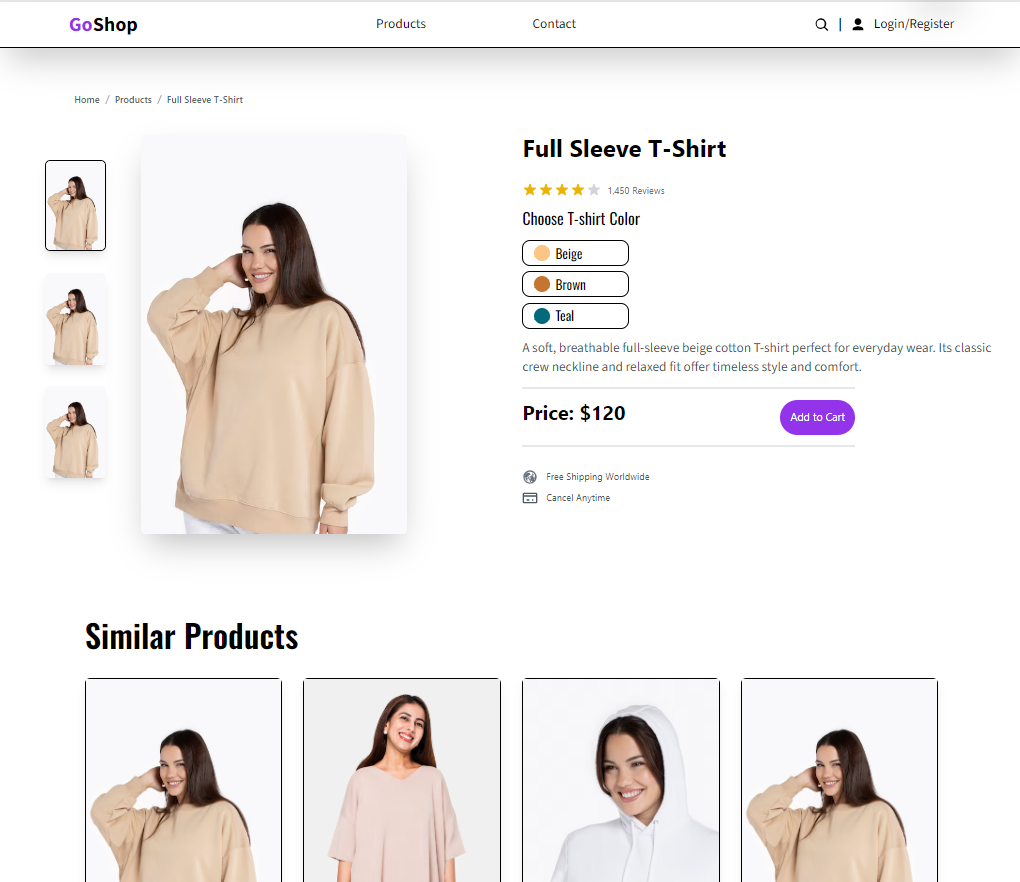 GoShop
Products
Contact
|
Login/Register
Home / Products / Full Sleeve T-Shirt
Full Sleeve T-Shirt
1,450 Reviews
Choose T-shirt Color
Beige
Brown
Teal
A soft, breathable full-sleeve beige cotton T-shirt perfect for everyday wear. Its classic
crew neckline and relaxed fit offer timeless style and comfort.
Price: $120
Add to Cart
Free Shipping Worldwide
Cancel Anytime
Similar Products